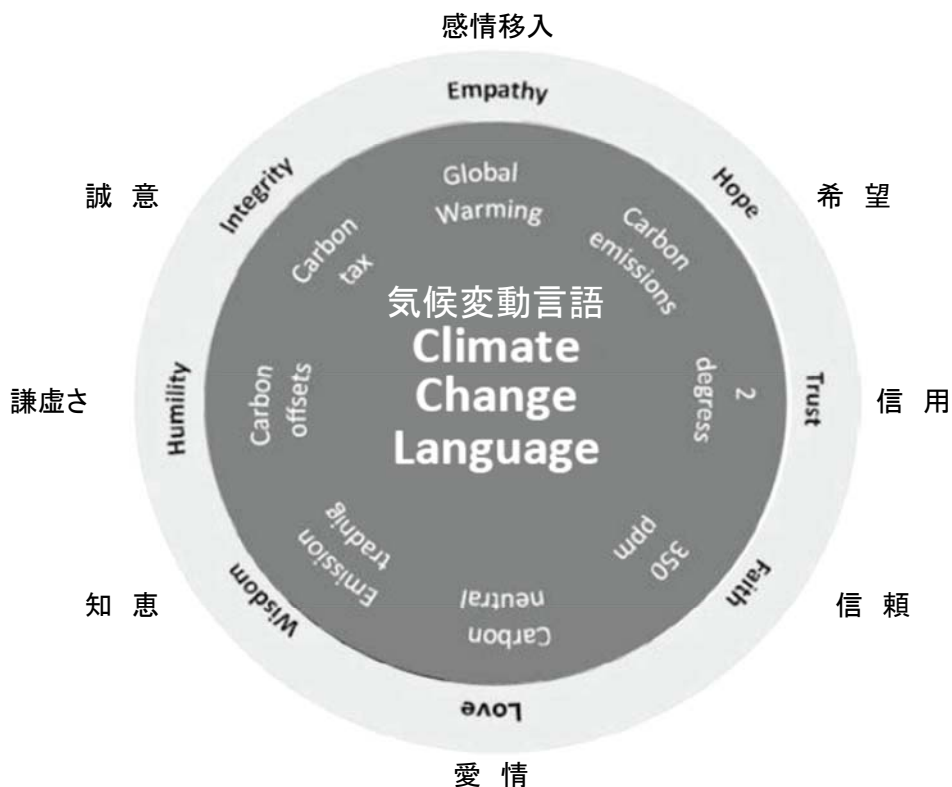 感情移入
Empathy
Hope
希 望
Trust
信 用
Faith
信 頼
Love
愛 情
Wisdom
知 恵
Humility
謙虚さ
Integrity
誠 意
Global
Warming
Carbon
emissions
2
degress
350
ppm
Carbon
neutral
Emission
tradnig
Carbon
offsets
Carbon
tax
気候変動言語
Climate
Change
Language